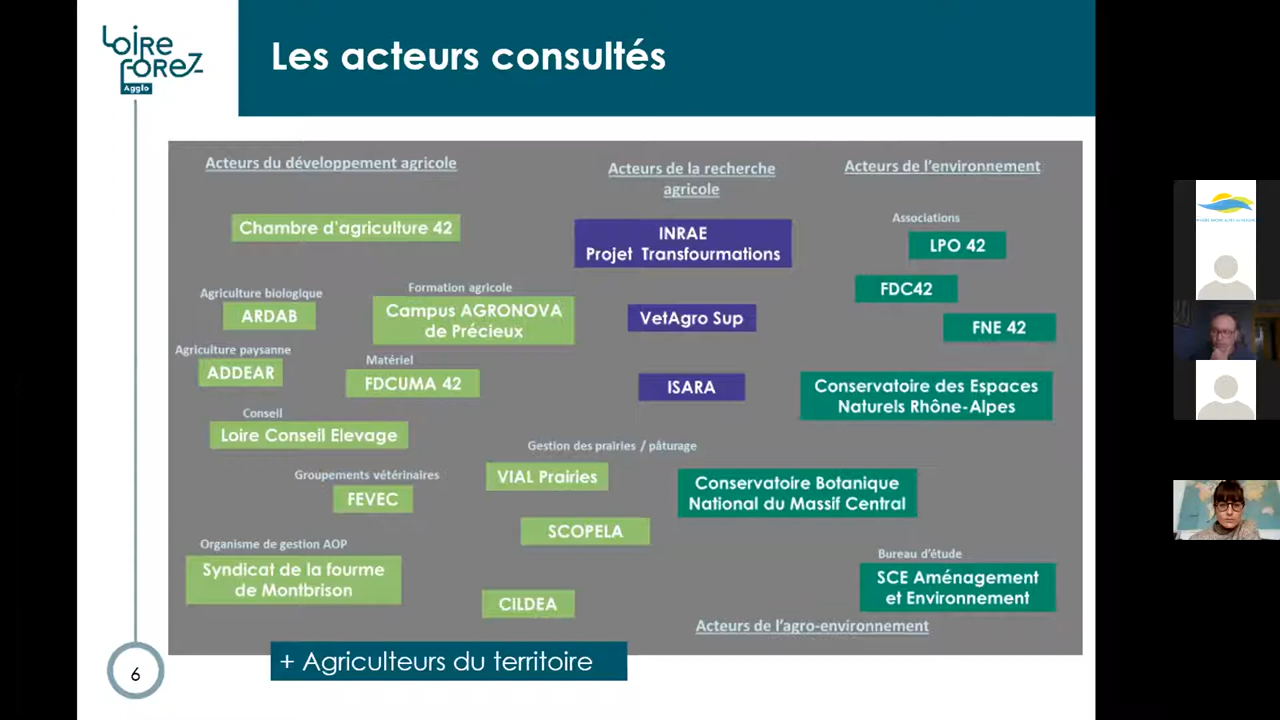 LOIRE
FOREZ
Agglo
Les acteurs consultés
Acteurs du développement agricole
Chambre d'agriculture 42
Agriculture biologique
ARDAB
Formation agricole
Campus AGRONOVA
de Précieux
Agriculture paysanne
ADDEAR
Matériel
FDCUMA 42
Conseil
Loire Conseil Elevage
Groupements vétérinaires
FEVEC
Organisme de gestion AOP
Syndicat de la fourme
de Montbrison
Acteurs de la recherche
agricole
INRAE
Projet Transfourmations
VetAgro Sup
ISARA
Gestion des prairies / pâturage
VIAL Prairies
SCOPELA
CILDEA
Acteurs de l'environnement
Associations
LPO 42
FDC42
FNE 42
Conservatoire des Espaces
Naturels Rhône-Alpes
Conservatoire Botanique
National du Massif Central
Bureau d'étude
SCE Aménagement
et Environnement
Acteurs de l'agro-environnement
+ Agriculteurs du territoire
6